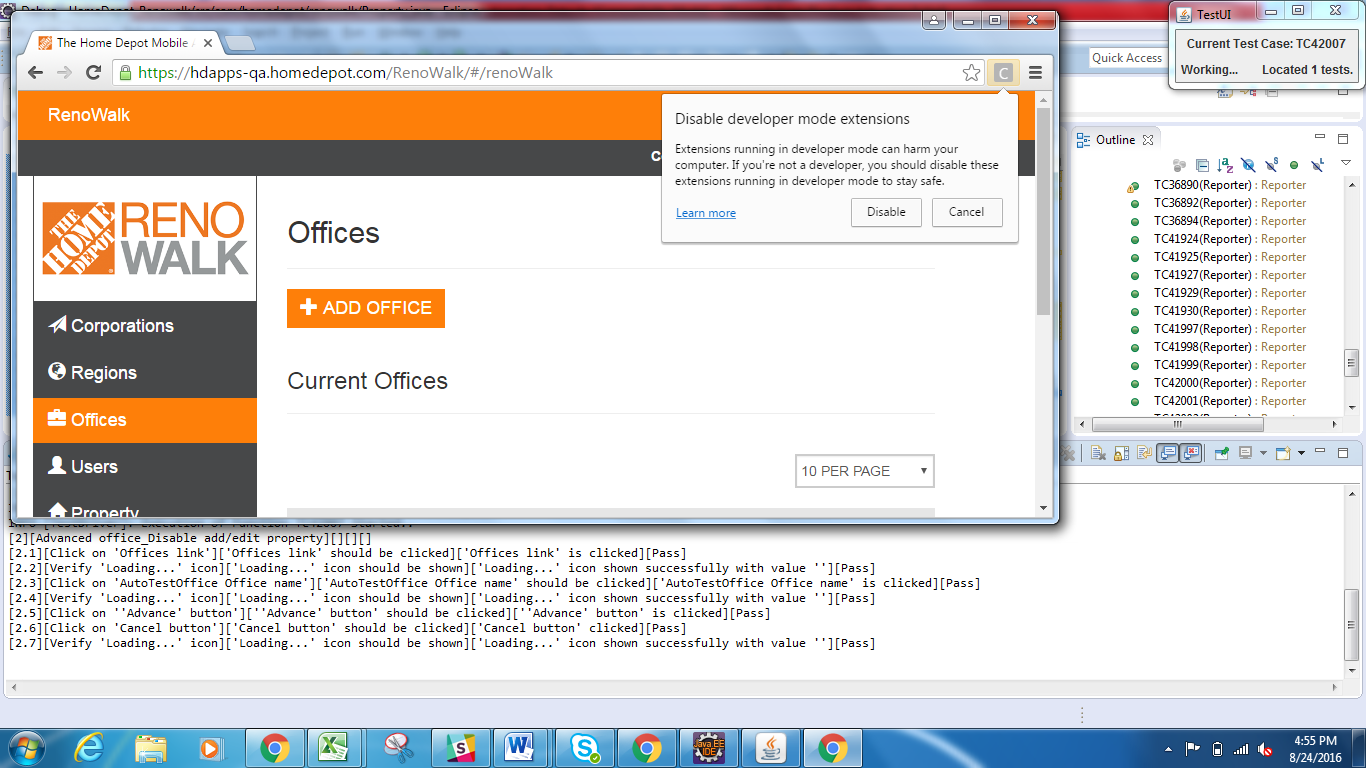 Debug - HomeDepot_Renowalk/src/com/homedepot/renowalk/Property.java - Eclipse
The Home Depot Mobile
https://hdapps-qa.homedepot.com/RenoWalk/#/renoWalk
C
TestUI
Current Test Case: TC42007
Working... Located 1 tests.
Quick Access
RenoWalk
C
Disable developer mode extensions
Extensions running in developer mode can harm your
computer. If you're not a developer, you should disable these
extensions running in developer mode to stay safe.
Learn more
Disable
Cancel
THE HOME DEPOT
RENO
WALK
Corporations
Regions
Offices
Users
Property
Offices
ADD OFFICE
Current Offices
10 PER PAGE
Outline
TC36890(Reporter) : Reporter
TC36892(Reporter) : Reporter
TC36894(Reporter) : Reporter
TC41924(Reporter) : Reporter
TC41925(Reporter) : Reporter
TC41927(Reporter) : Reporter
TC41929(Reporter) : Reporter
TC41930(Reporter) : Reporter
TC41997(Reporter) : Reporter
TC41998(Reporter) : Reporter
TC41999(Reporter) : Reporter
TC42000(Reporter) : Reporter
TC42001(Reporter) : Reporter
[2][Advanced office_Disable add/edit property][][][]
[2.1][Click on 'Offices link']['Offices link' should be clicked]['Offices link' is clicked][Pass]
[2.2][Verify 'Loading...' icon]['Loading...' icon should be shown]['Loading...' icon shown successfully with value ''][Pass]
[2.3][Click on 'AutoTestOffice Office name']['AutoTestOffice Office name' should be clicked]['AutoTestOffice Office name' is clicked][Pass]
[2.4][Verify 'Loading...' icon]['Loading...' icon should be shown]['Loading...' icon shown successfully with value ''][Pass]
[2.5][Click on ''Advance' button'][''Advance' button' should be clicked][''Advance' button' is clicked][Pass]
[2.6][Click on 'Cancel button']['Cancel button' should be clicked]['Cancel button' clicked][Pass]
[2.7][Verify 'Loading...' icon]['Loading...' icon should be shown]['Loading...' icon shown successfully with value ''][Pass]
Java EE
IDE
4:55 PM
8/24/2016